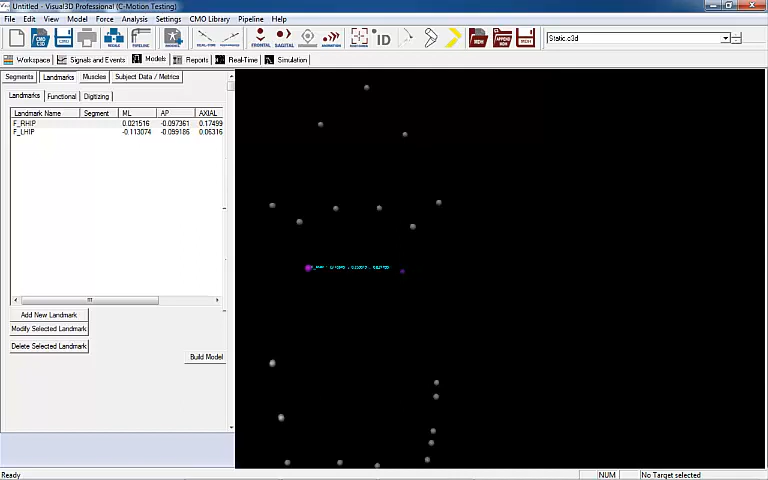 Untitled - Visual3D Professional (C-Motion Testing)
File Edit View Model Force Analysis Settings CMO Library Pipeline Help
FRONTAL SAGITAL ANIMATION ID Static.c3d
Workspace Signals and Events Models Reports Real-Time Simulation
Segments Landmarks Muscles Subject Data / Metrics
Landmarks Functional Digitizing
Landmark Name Segment ML AP AXIAL
F_RHIP 0.021516 -0.097361 0.17499
F_LHIP -0.113074 -0.099186 0.06316
Add New Landmark
Modify Selected Landmark
Delete Selected Landmark
Build Model
Ready NUM No Target selected